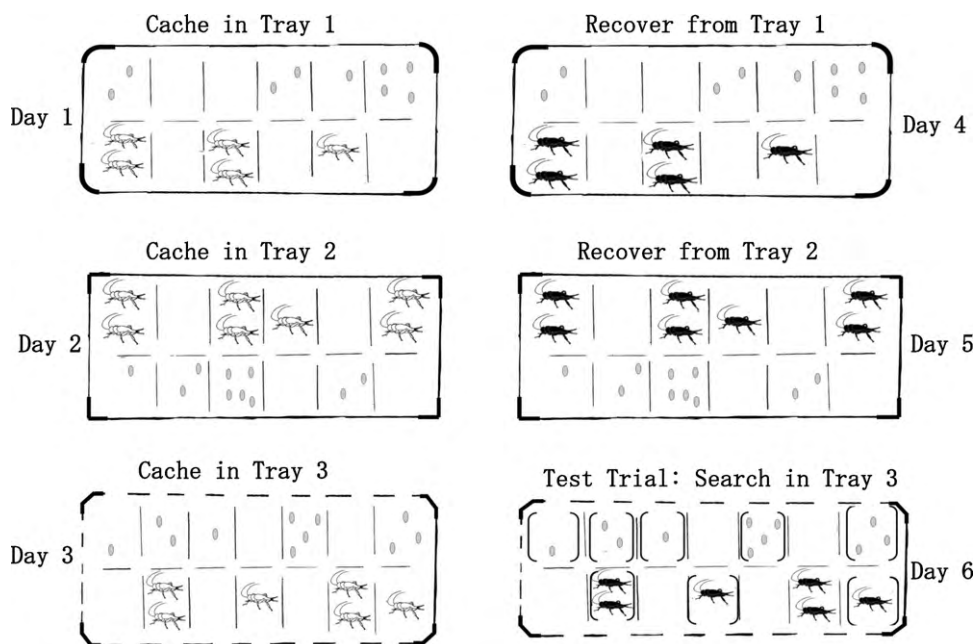 Cache in Tray 1
Recover from Tray 1
Day 1
Day 4
Cache in Tray 2
Recover from Tray 2
Day 2
Day 5
Cache in Tray 3
Test Trial: Search in Tray 3
Day 3
Day 6